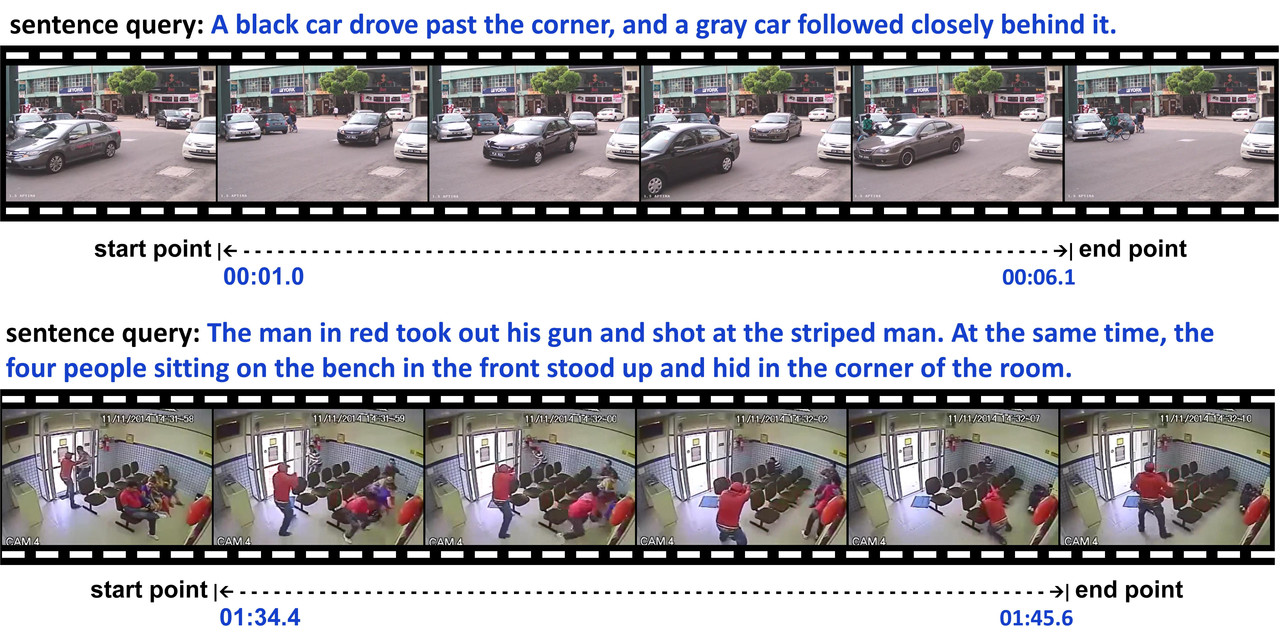 sentence query: A black car drove past the corner, and a gray car followed closely behind it.
YORK YORK YORK YORK YORK YORK
start point |← →| end point
00:01.0 00:06.1
sentence query: The man in red took out his gun and shot at the striped man. At the same time, the
four people sitting on the bench in the front stood up and hid in the corner of the room.
11/11/2014 14:31:58 11/11/2014 14:31:59 11/11/2014 14:32:00 11/11/2014 14:32:02 11/11/2014 14:32:07 11/11/2014 14:32:10
CAM 4 CAM 4 CAM 4 CAM 4 CAM 4 CAM 4
start point |← →| end point
01:34.4 01:45.6